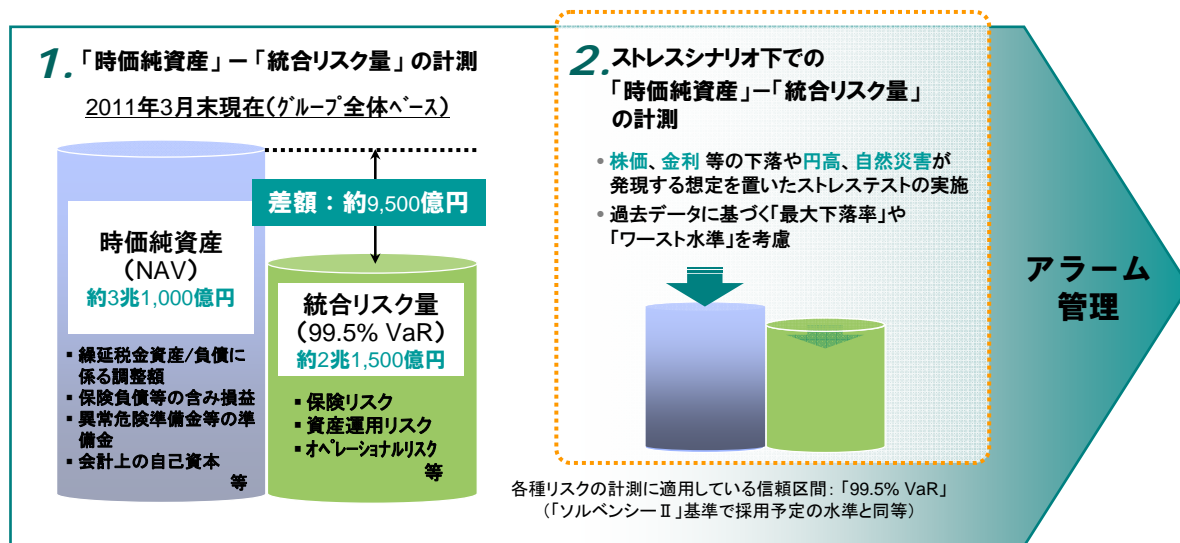 1.「時価純資産」－「統合リスク量」の計測
2011年3月末現在(ｸﾞﾙｰﾌﾟ全体ﾍﾞｰｽ)
差額：約9,500億円
時価純資産
(NAV)
約3兆1,000億円
▪ 繰延税金資産/負債に
係る調整額
▪ 保険負債等の含み損益
▪ 異常危険準備金等の準
備金
▪ 会計上の自己資本
等
統合リスク量
(99.5% VaR)
約2兆1,500億円
▪ 保険リスク
▪ 資産運用リスク
▪ ｵﾍﾟﾚｰｼｮﾅﾙﾘｽｸ
等
2.ストレスシナリオ下での
「時価純資産」－「統合リスク量」
の計測
• 株価、金利 等の下落や円高、自然災害が
発現する想定を置いたストレステストの実施
• 過去データに基づく「最大下落率」や
「ワースト水準」を考慮
各種リスクの計測に適用している信頼区間：「99.5% VaR」
(「ソルベンシーⅡ」基準で採用予定の水準と同等)
アラーム
管理